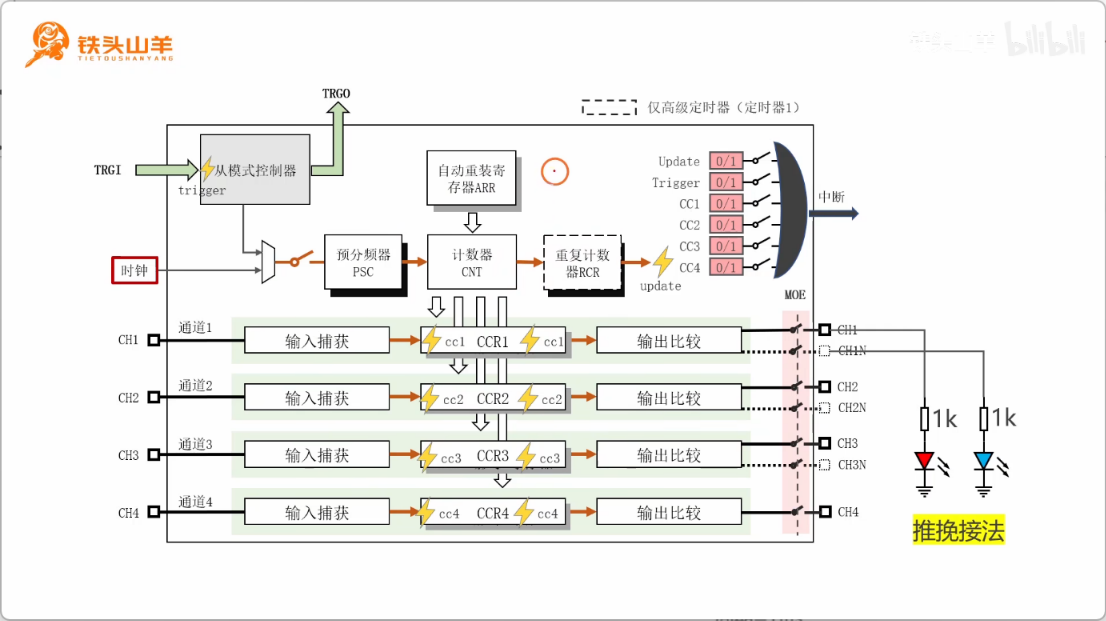 铁头山羊
TIETOUSHANYANG
bilibili
TRGO
仅高级定时器（定时器1）
TRGI
从模式控制器
trigger
自动重装寄
存器ARR
Update 0/1
Trigger 0/1
CC1 0/1
CC2 0/1
CC3 0/1
CC4 0/1
中断
时钟
预分频器
PSC
计数器
CNT
重复计数
器RCR
update
MOE
通道1
CH1 输入捕获 cc1 CCR1 cc1 输出比较 CH1
CH1N
通道2
CH2 输入捕获 cc2 CCR2 cc2 输出比较 CH2
CH2N
通道3
CH3 输入捕获 cc3 CCR3 cc3 输出比较 CH3
CH3N
通道4
CH4 输入捕获 cc4 CCR4 cc4 输出比较 CH4
1k 1k
推挽接法